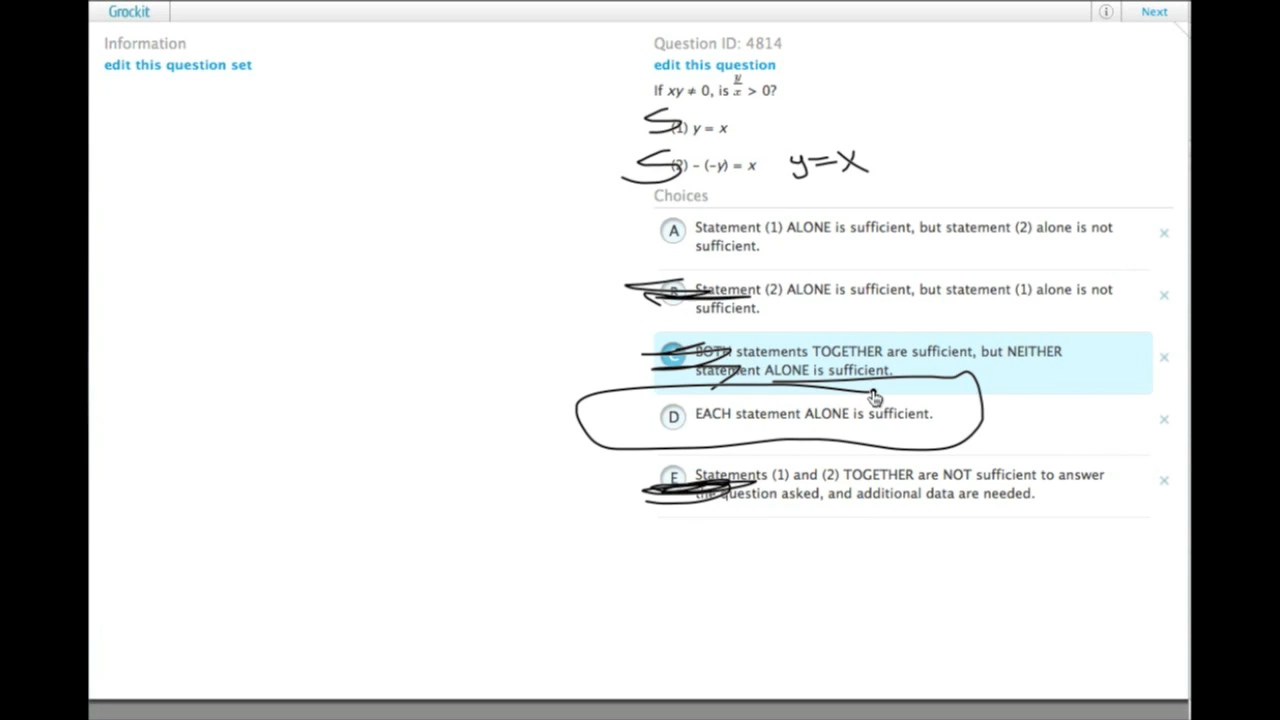 Grockit
Next
Information
edit this question set
Question ID: 4814
edit this question
If xy ≠ 0, is y/x > 0?
S (1) y = x
S (2) - (-y) = x y=x
Choices
A Statement (1) ALONE is sufficient, but statement (2) alone is not
sufficient.
B Statement (2) ALONE is sufficient, but statement (1) alone is not
sufficient.
C BOTH statements TOGETHER are sufficient, but NEITHER
statement ALONE is sufficient.
D EACH statement ALONE is sufficient.
E Statements (1) and (2) TOGETHER are NOT sufficient to answer
the question asked, and additional data are needed.